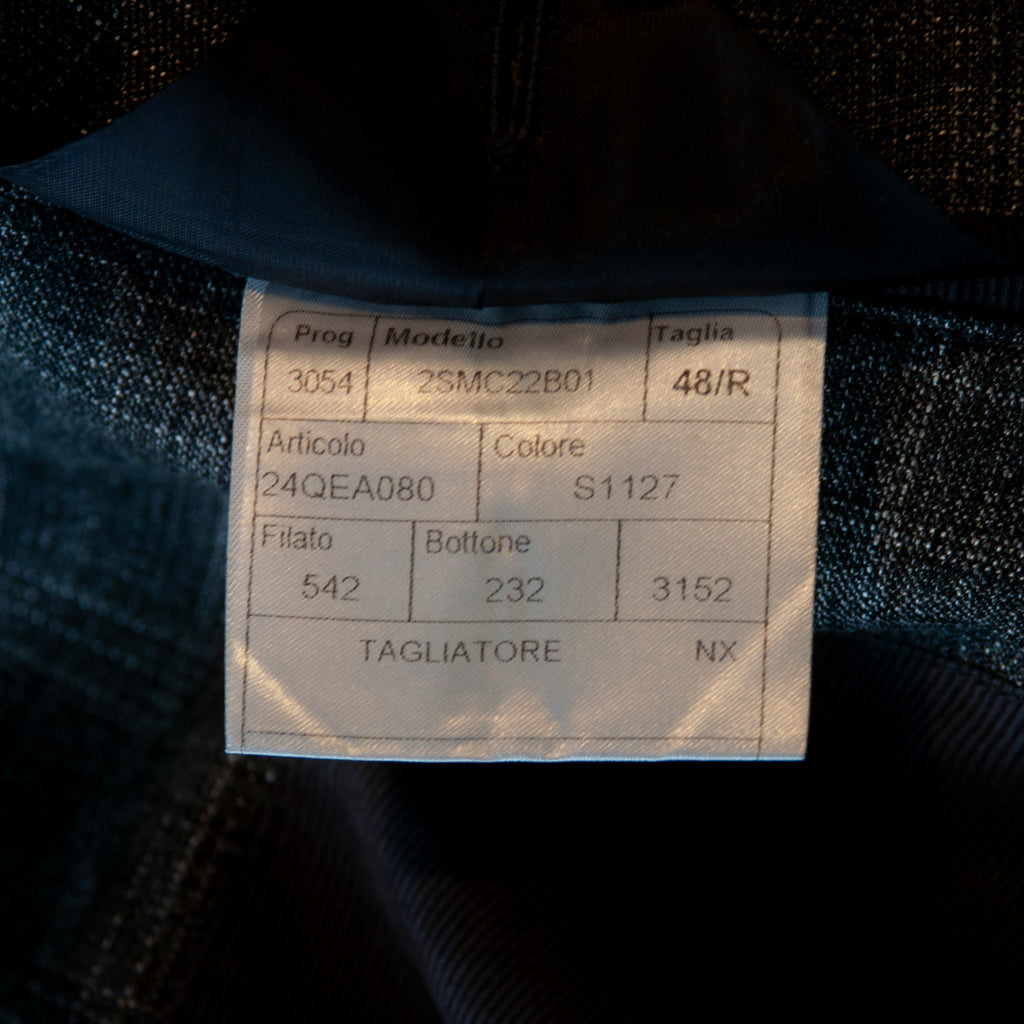 Prog Modello Taglia
3054 2SMC22B01 48/R
Articolo Colore
24QEA080 S1127
Filato Bottone
542 232 3152
TAGLIATORE NX